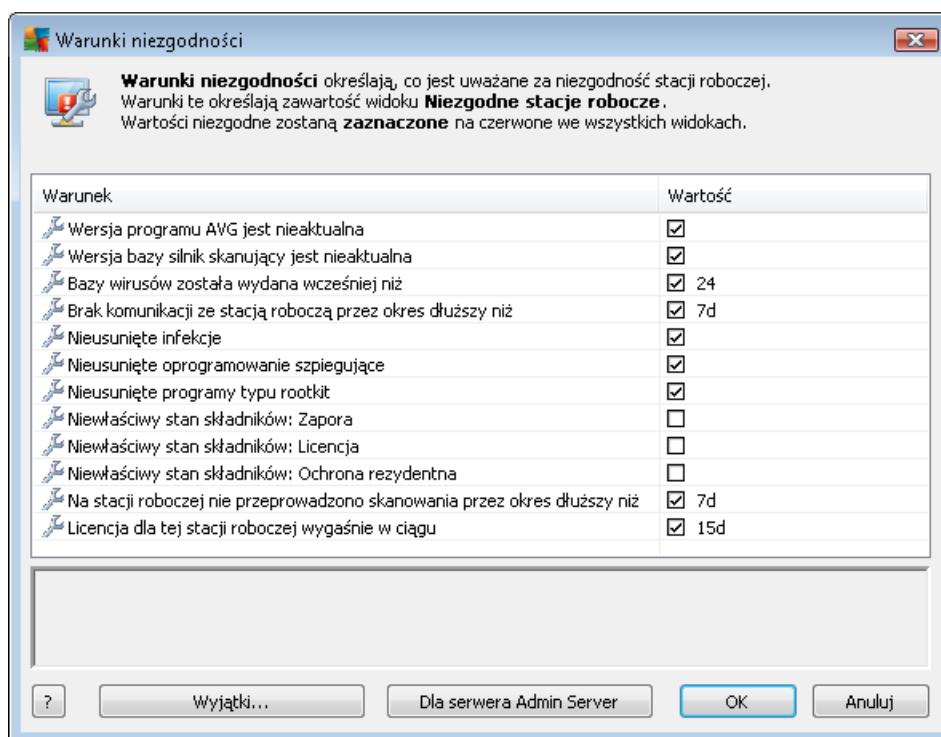 Warunki niezgodności
Warunki niezgodności określają, co jest uważane za niezgodność stacji roboczej.
Warunki te określają zawartość widoku Niezgodne stacje robocze.
Wartości niezgodne zostaną zaznaczone na czerwone we wszystkich widokach.
Warunek Wartość
Wersja programu AVG jest nieaktualna
Wersja bazy silnik skanujący jest nieaktualna
Bazy wirusów została wydana wcześniej niż 24
Brak komunikacji ze stacją roboczą przez okres dłuższy niż 7d
Nieusunięte infekcje
Nieusunięte oprogramowanie szpiegujące
Nieusunięte programy typu rootkit
Niewłaściwy stan składników: Zapora
Niewłaściwy stan składników: Licencja
Niewłaściwy stan składników: Ochrona rezydentna
Na stacji roboczej nie przeprowadzono skanowania przez okres dłuższy niż 7d
Licencja dla tej stacji roboczej wygaśnie w ciągu 15d
? Wyjątki... Dla serwera Admin Server OK Anuluj